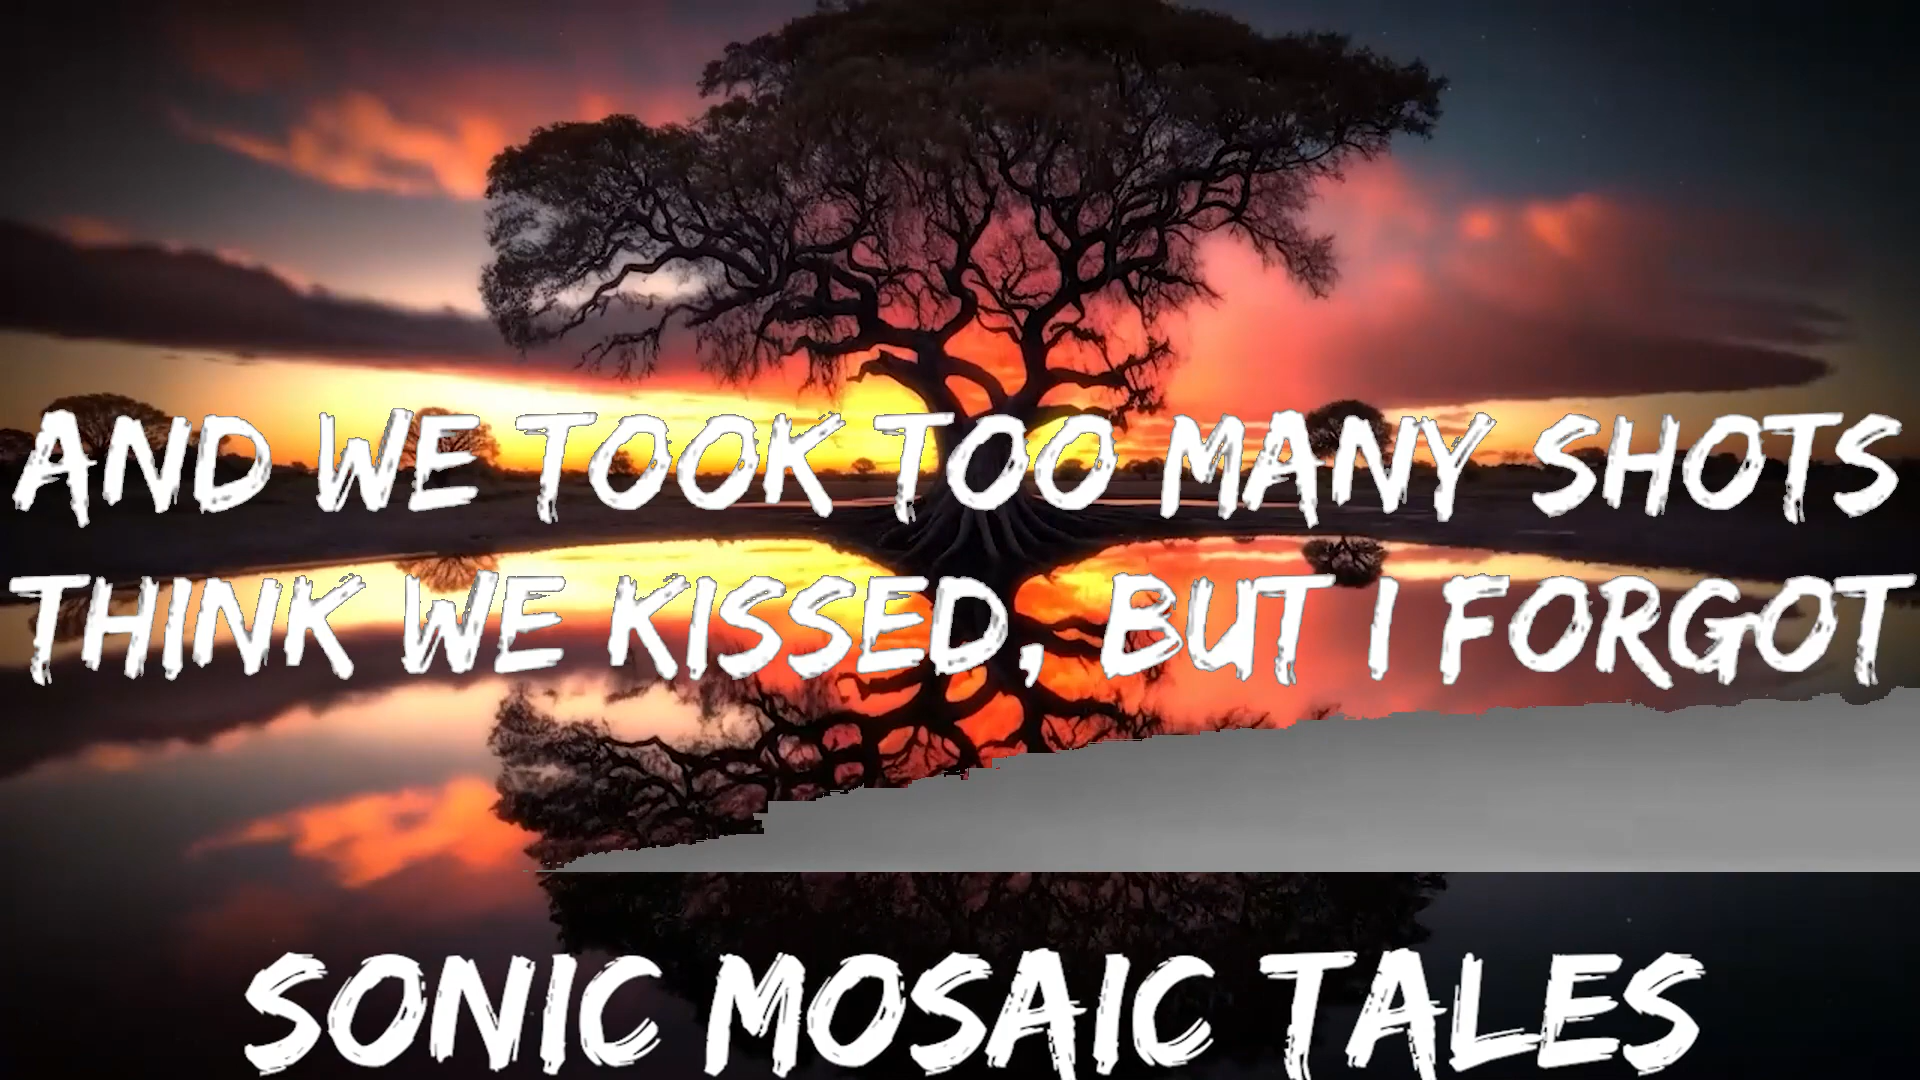 AND WE TOOK TOO MANY SHOTS
THINK WE KISSED, BUT I FORGOT
SONIC MOSAIC TALES